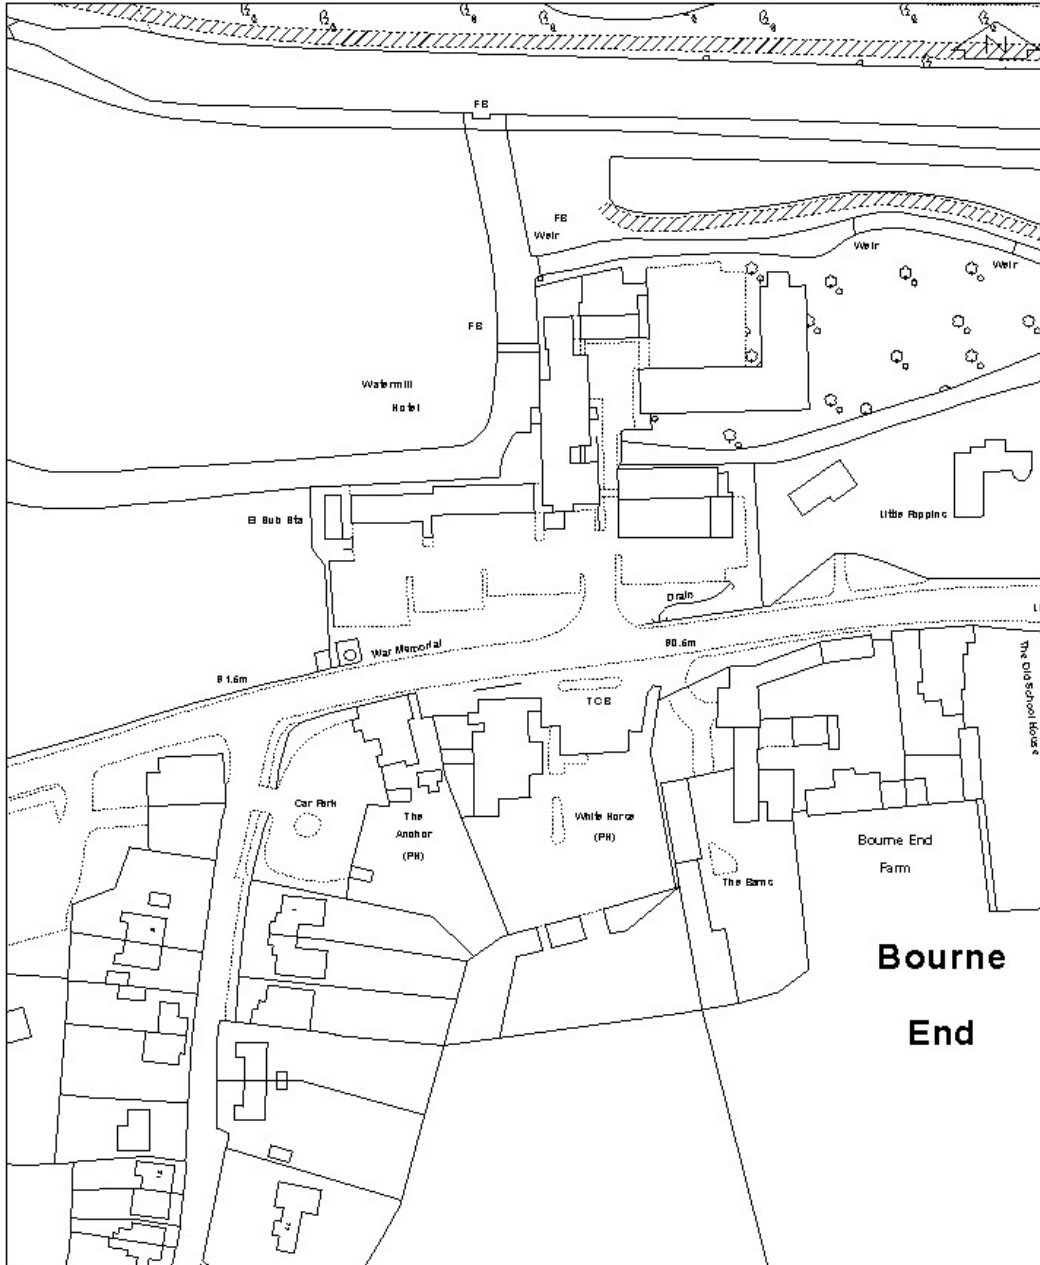 FB
FB
Weir
Weir
Weir
FB
Watermill
Hotel
El Sub Sta
Little Poppins
Drain
War Memorial
80.6m
81.6m
TCB
The Old School House
Car Park
The
Anchor
(PH)
White Horse
(PH)
Bourne End
Farm
The Barns
Bourne
End